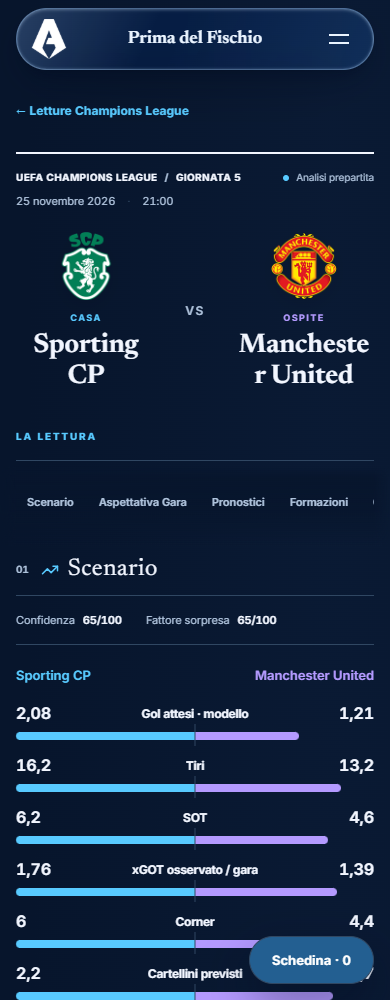 Prima del Fischio
← Letture Champions League
UEFA CHAMPIONS LEAGUE / GIORNATA 5
Analisi prepartita
25 novembre 2026 · 21:00
SCP
MANCHESTER
UNITED
CASA
VS
OSPITE
Sporting
CP
Mancheste
r United
LA LETTURA
Scenario
Aspettativa Gara
Pronostici
Formazioni
01 Scenario
Confidenza 65/100 Fattore sorpresa 65/100
Sporting CP Manchester United
2,08 Gol attesi · modello 1,21
16,2 Tiri 13,2
6,2 SOT 4,6
1,76 xGOT osservato / gara 1,39
6 Corner 4,4
Schedina · 0
2,2 Cartellini previsti